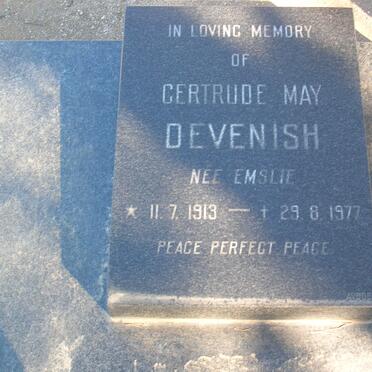 IN LOVING MEMORY
OF
GERTRUDE MAY
DEVENISH
NEE EMSLIE
* 11. 7. 1913 — † 29. 8. 1977
PEACE PERFECT PEACE